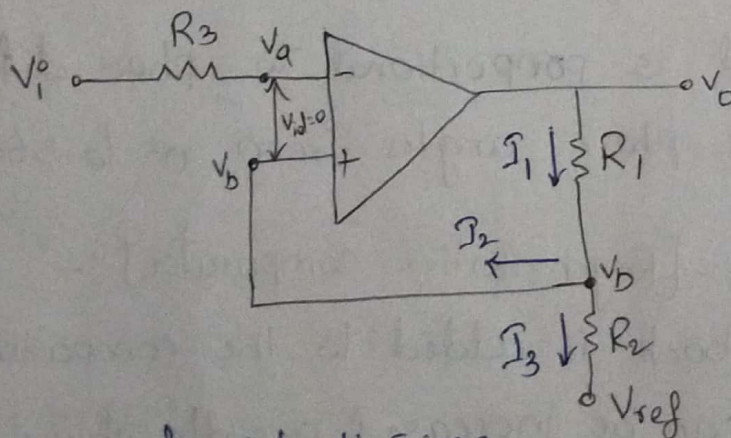 R3
Va
Vi
-
Vo
Vid=0
Vb
+
I1
R1
I2
Vb
I3
R2
Vref